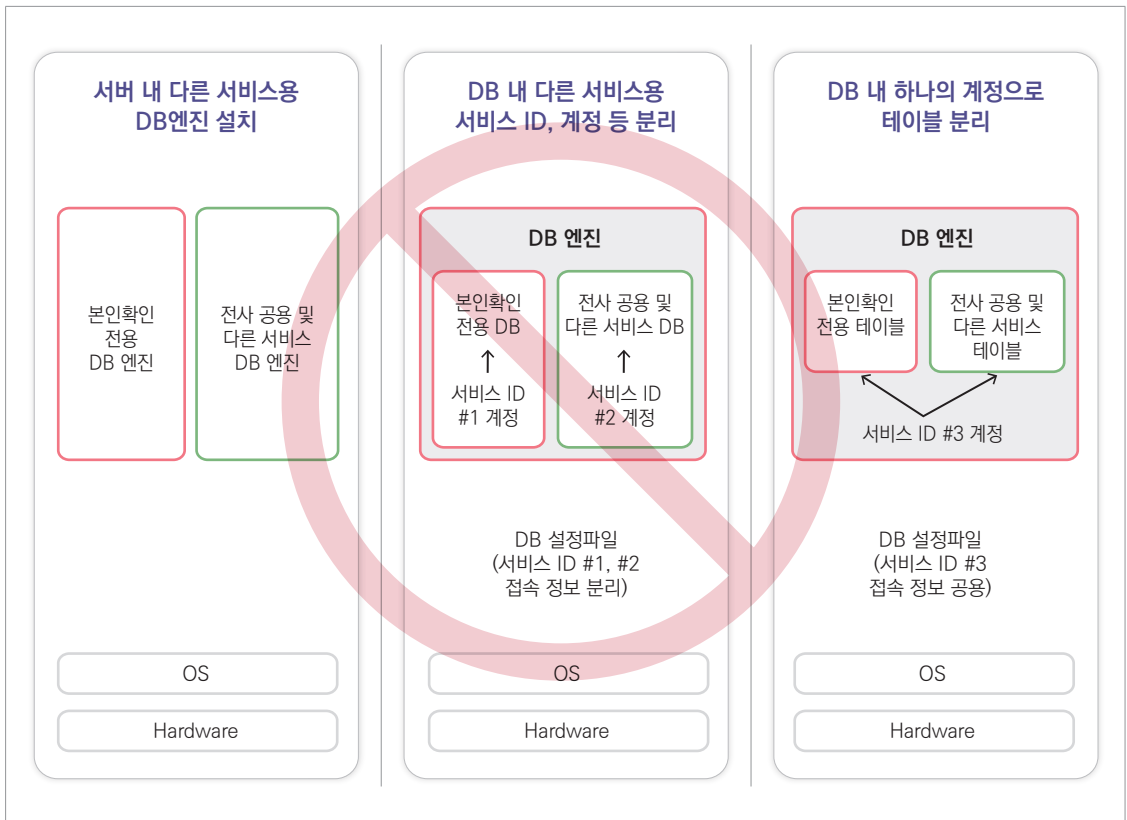 서버 내 다른 서비스용
DB엔진 설치
본인확인
전용
DB 엔진
전사 공용 및
다른 서비스
DB 엔진
OS
Hardware
DB 내 다른 서비스용
서비스 ID, 계정 등 분리
DB 엔진
본인확인
전용 DB
서비스 ID
#1 계정
전사 공용 및
다른 서비스 DB
서비스 ID
#2 계정
DB 설정파일
(서비스 ID #1, #2
접속 정보 분리)
OS
Hardware
DB 내 하나의 계정으로
테이블 분리
DB 엔진
본인확인
전용 테이블
전사 공용 및
다른 서비스
테이블
서비스 ID #3 계정
DB 설정파일
(서비스 ID #3
접속 정보 공용)
OS
Hardware